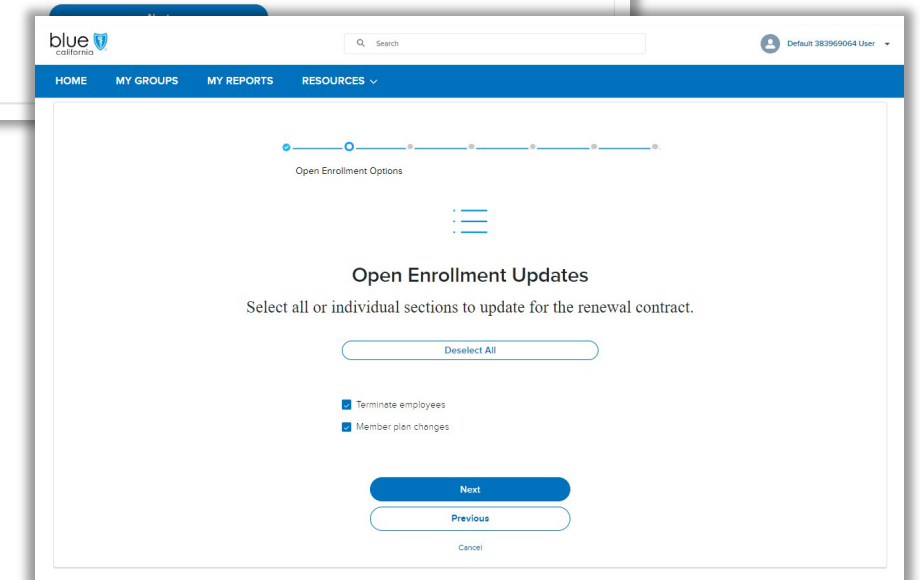 blue
california
Search
Default 383969064 User
HOME MY GROUPS MY REPORTS RESOURCES
Open Enrollment Options
Open Enrollment Updates
Select all or individual sections to update for the renewal contract.
Deselect All
Terminate employees
Member plan changes
Next
Previous
Cancel